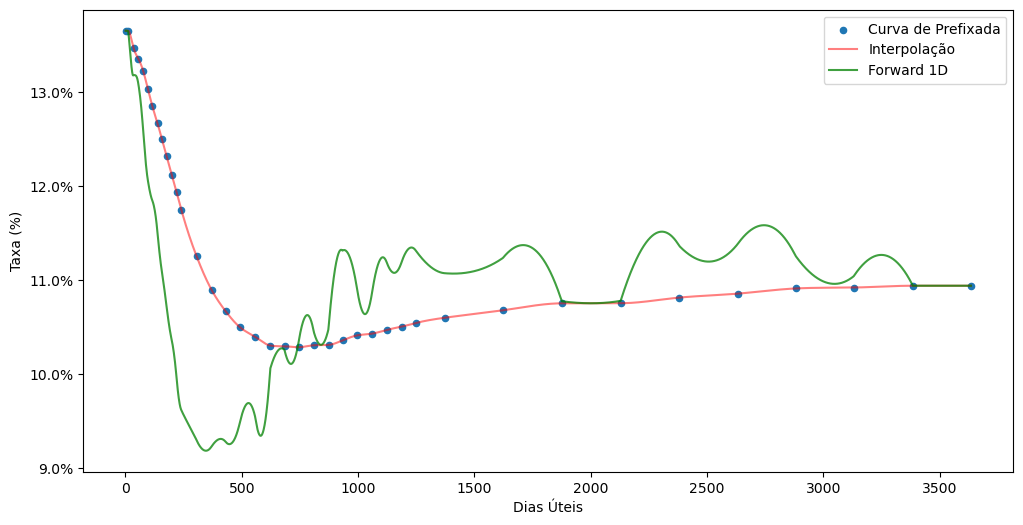 Curva de Prefixada
Interpolação
Forward 1D
Taxa (%)
13.0%
12.0%
11.0%
10.0%
9.0%
0 500 1000 1500 2000 2500 3000 3500
Dias Úteis